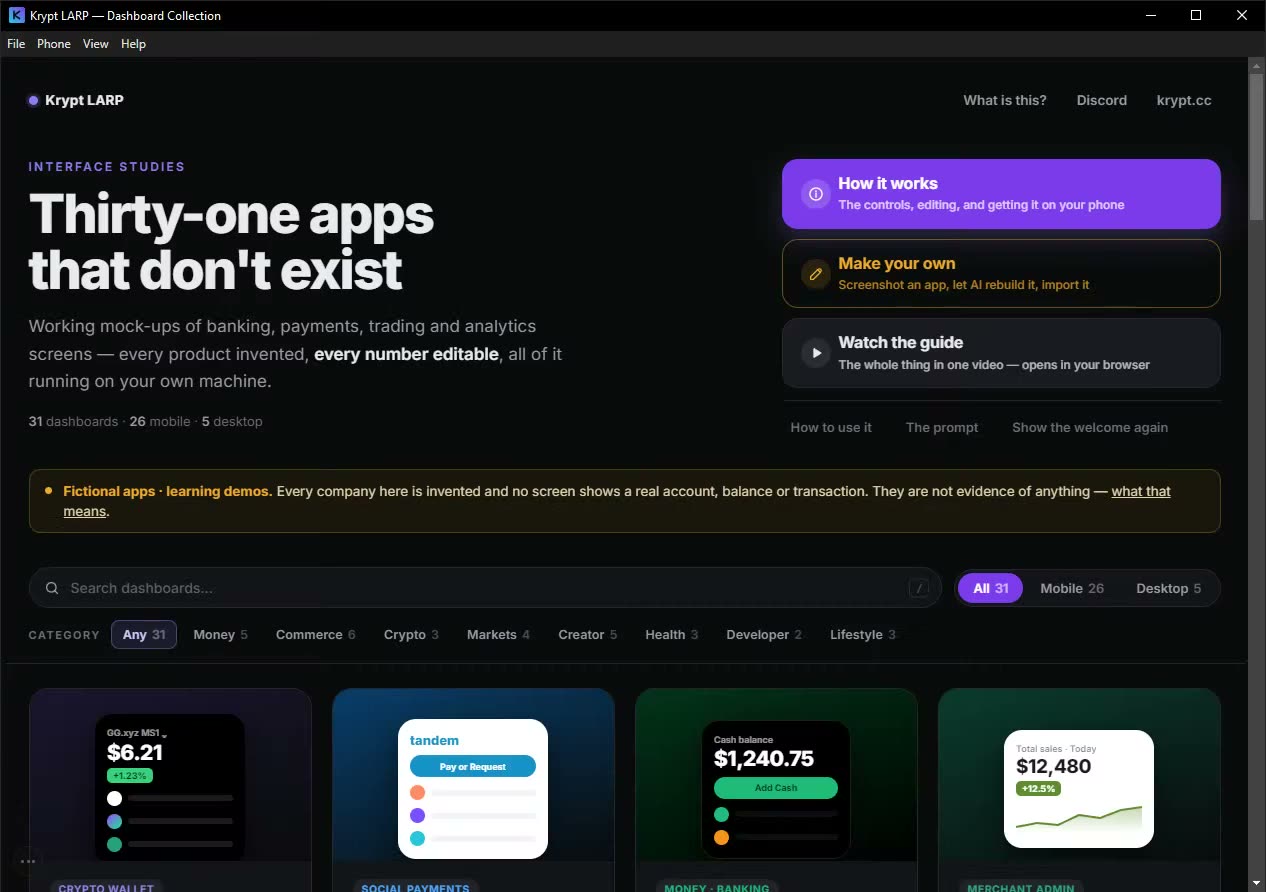 Krypt LARP — Dashboard Collection
File Phone View Help
Krypt LARP
What is this? Discord krypt.cc
INTERFACE STUDIES
Thirty-one apps
that don't exist
Working mock-ups of banking, payments, trading and analytics
screens — every product invented, every number editable, all of it
running on your own machine.
31 dashboards · 26 mobile · 5 desktop
How it works
The controls, editing, and getting it on your phone
Make your own
Screenshot an app, let AI rebuild it, import it
Watch the guide
The whole thing in one video — opens in your browser
How to use it The prompt Show the welcome again
Fictional apps · learning demos. Every company here is invented and no screen shows a real account, balance or transaction. They are not evidence of anything — what that
means.
Search dashboards... /
All 31 Mobile 26 Desktop 5
CATEGORY Any 31 Money 5 Commerce 6 Crypto 3 Markets 4 Creator 5 Health 3 Developer 2 Lifestyle 3
GG.xyz MS1
$6.21
+1.23%
CRYPTO WALLET
tandem
Pay or Request
SOCIAL PAYMENTS
Cash balance
$1,240.75
Add Cash
MONEY · BANKING
Total sales · Today
$12,480
+12.5%
MERCHANT ADMIN